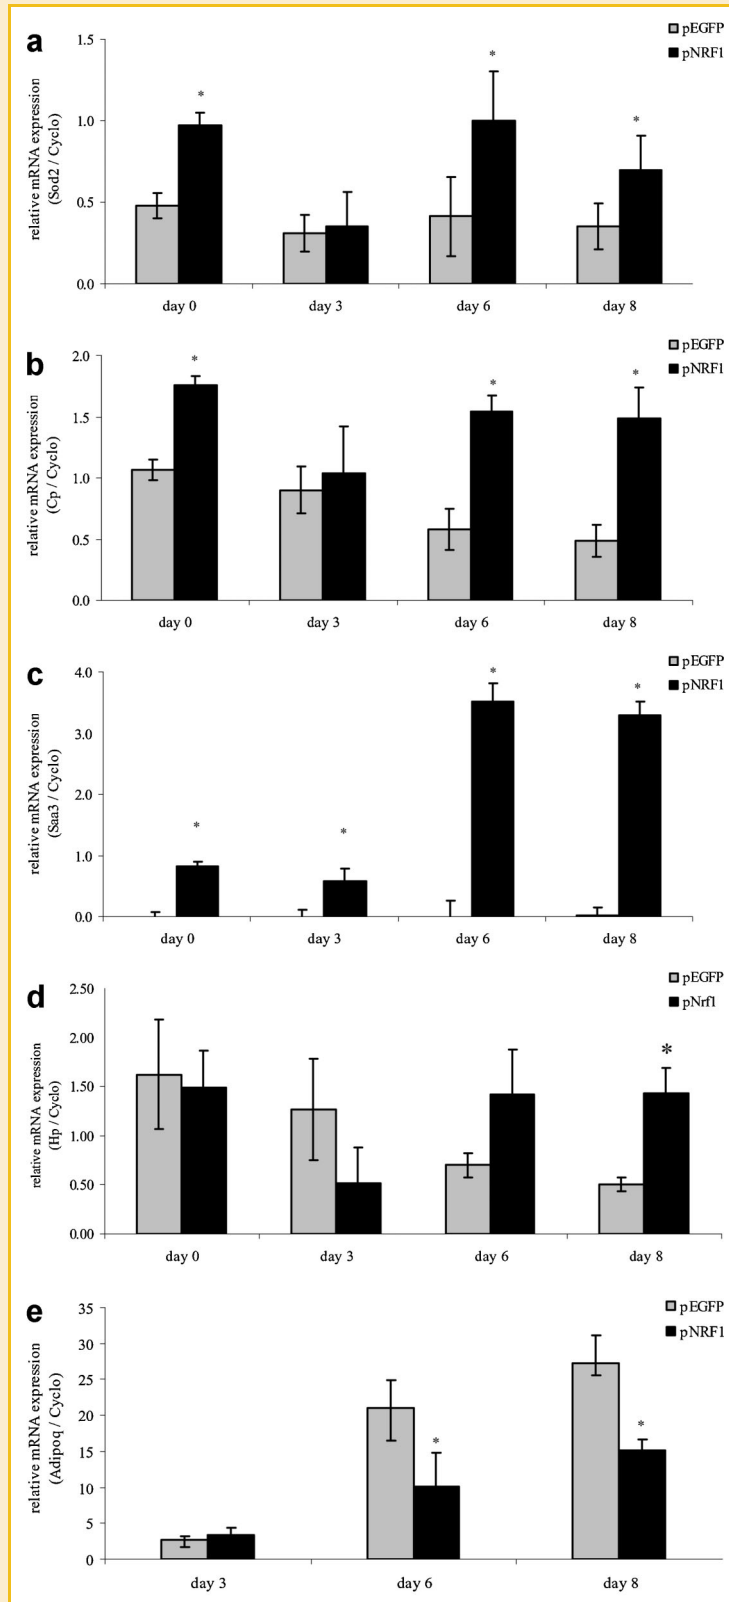 a
pEGFP
pNRF1
relative mRNA expression
(Sod2 / Cyclo)
1.5
1.0
0.5
0.0
*
*
*
day 0
day 3
day 6
day 8
b
pEGFP
pNRF1
relative mRNA expression
(Cp / Cyclo)
2.0
1.5
1.0
0.5
0.0
*
*
*
day 0
day 3
day 6
day 8
c
pEGFP
pNRF1
relative mRNA expression
(Saa3 / Cyclo)
4.0
3.0
2.0
1.0
0.0
*
*
*
*
day 0
day 3
day 6
day 8
d
pEGFP
pNrf1
relative mRNA expression
(Hp / Cyclo)
2.50
2.00
1.50
1.00
0.50
0.00
*
day 0
day 3
day 6
day 8
e
pEGFP
pNRF1
relative mRNA expression
(Adipoq / Cyclo)
35
30
25
20
15
10
5
0
*
*
day 3
day 6
day 8